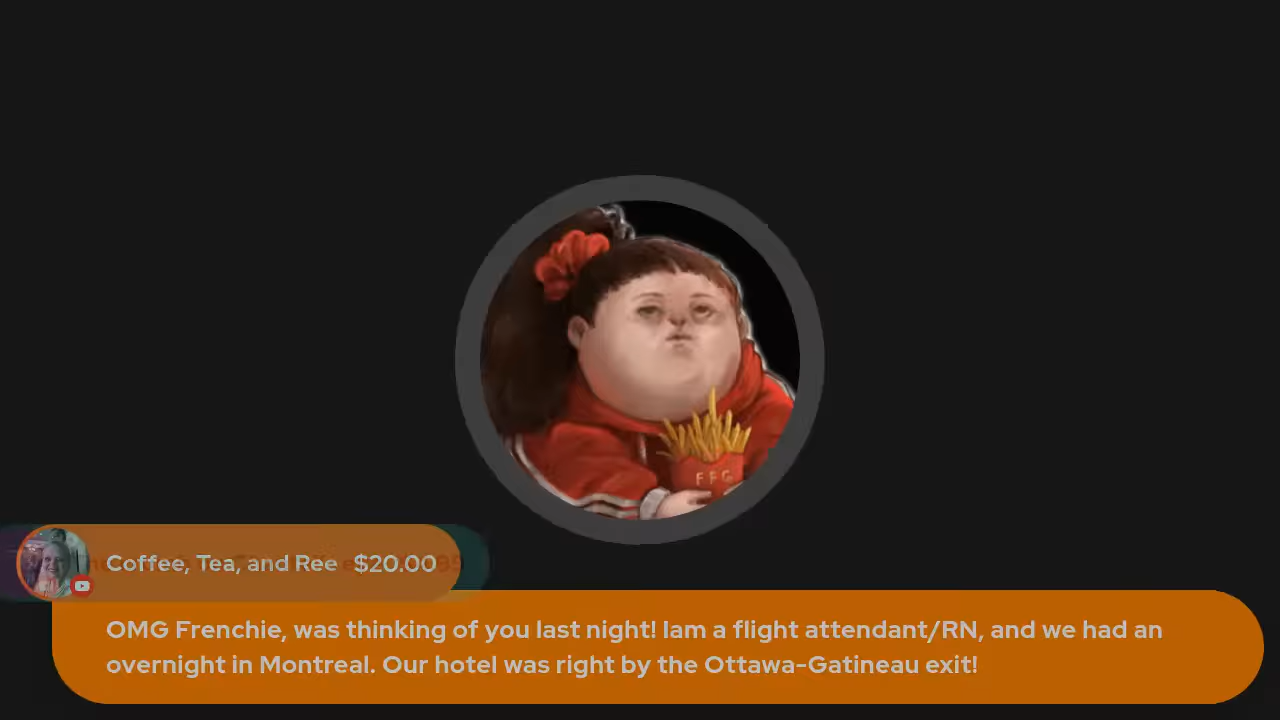 FFG
Coffee, Tea, and Ree $20.00
OMG Frenchie, was thinking of you last night! Iam a flight attendant/RN, and we had an
overnight in Montreal. Our hotel was right by the Ottawa-Gatineau exit!